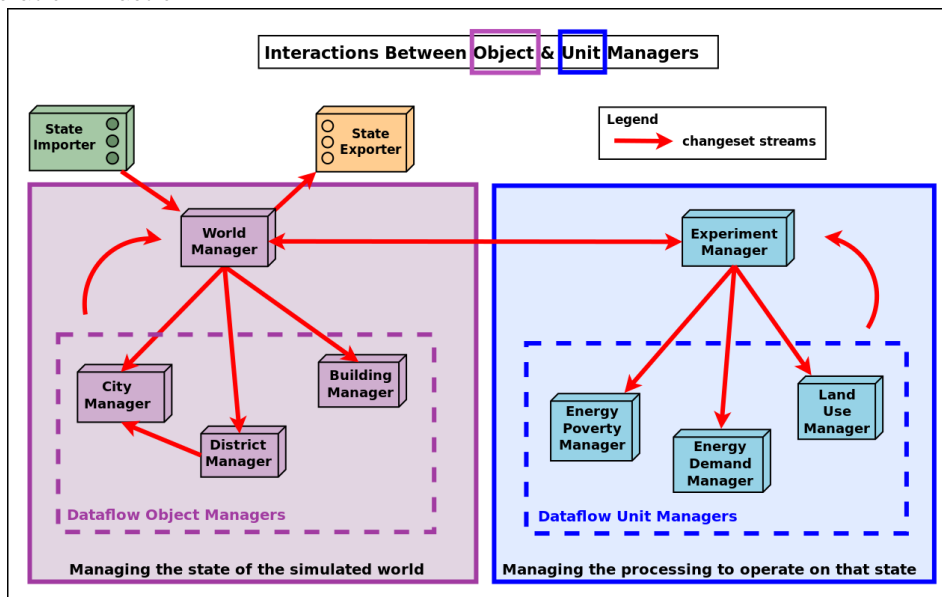 Interactions Between Object & Unit Managers
State
Importer
State
Exporter
Legend
changeset streams
World
Manager
Experiment
Manager
City
Manager
Building
Manager
District
Manager
Energy
Poverty
Manager
Energy
Demand
Manager
Land
Use
Manager
Dataflow Object Managers
Dataflow Unit Managers
Managing the state of the simulated world
Managing the processing to operate on that state